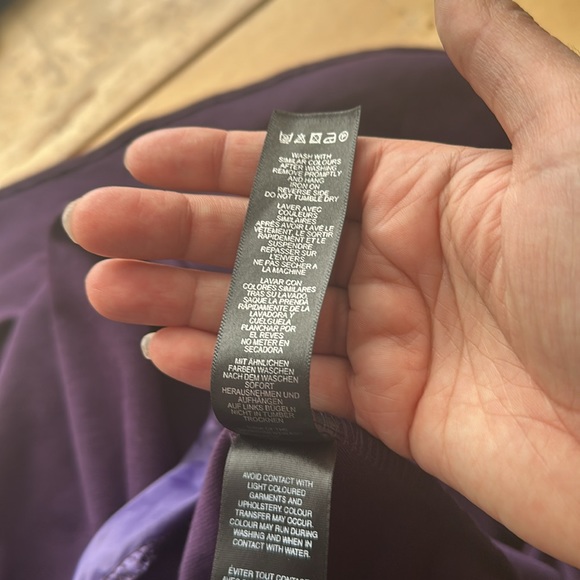 WASH WITH
SIMILAR COLOURS
AFTER WASHING
REMOVE PROMPTLY
AND HANG
IRON ON
REVERSE SIDE
DO NOT TUMBLE DRY
LAVER AVEC
COULEURS
SIMILAIRES
APRÈS AVOIR LAVÉ LE
VÊTEMENT, LE SORTIR
RAPIDEMENT ET LE
SUSPENDRE
REPASSER SUR
L'ENVERS
NE PAS SECHER A
LA MACHINE
LAVAR CON
COLORES SIMILARES
TRAS SU LAVADO,
SAQUE LA PRENDA
RÁPIDAMENTE DE LA
LAVADORA Y
CUÉLGUELA
PLANCHAR POR
EL REVES
NO METER EN
SECADORA
MIT ÄHNLICHEN
FARBEN WASCHEN
NACH DEM WASCHEN
SOFORT
HERAUSNEHMEN UND
AUFHÄNGEN
AUF LINKS BÜGELN
NICHT IN TUMBER
TROCKNEN
AVOID CONTACT WITH
LIGHT COLOURED
GARMENTS AND
UPHOLSTERY COLOUR
TRANSFER MAY OCCUR.
COLOUR MAY RUN DURING
WASHING AND WHEN IN
CONTACT WITH WATER.
ÉVITER TOUT CONTACT